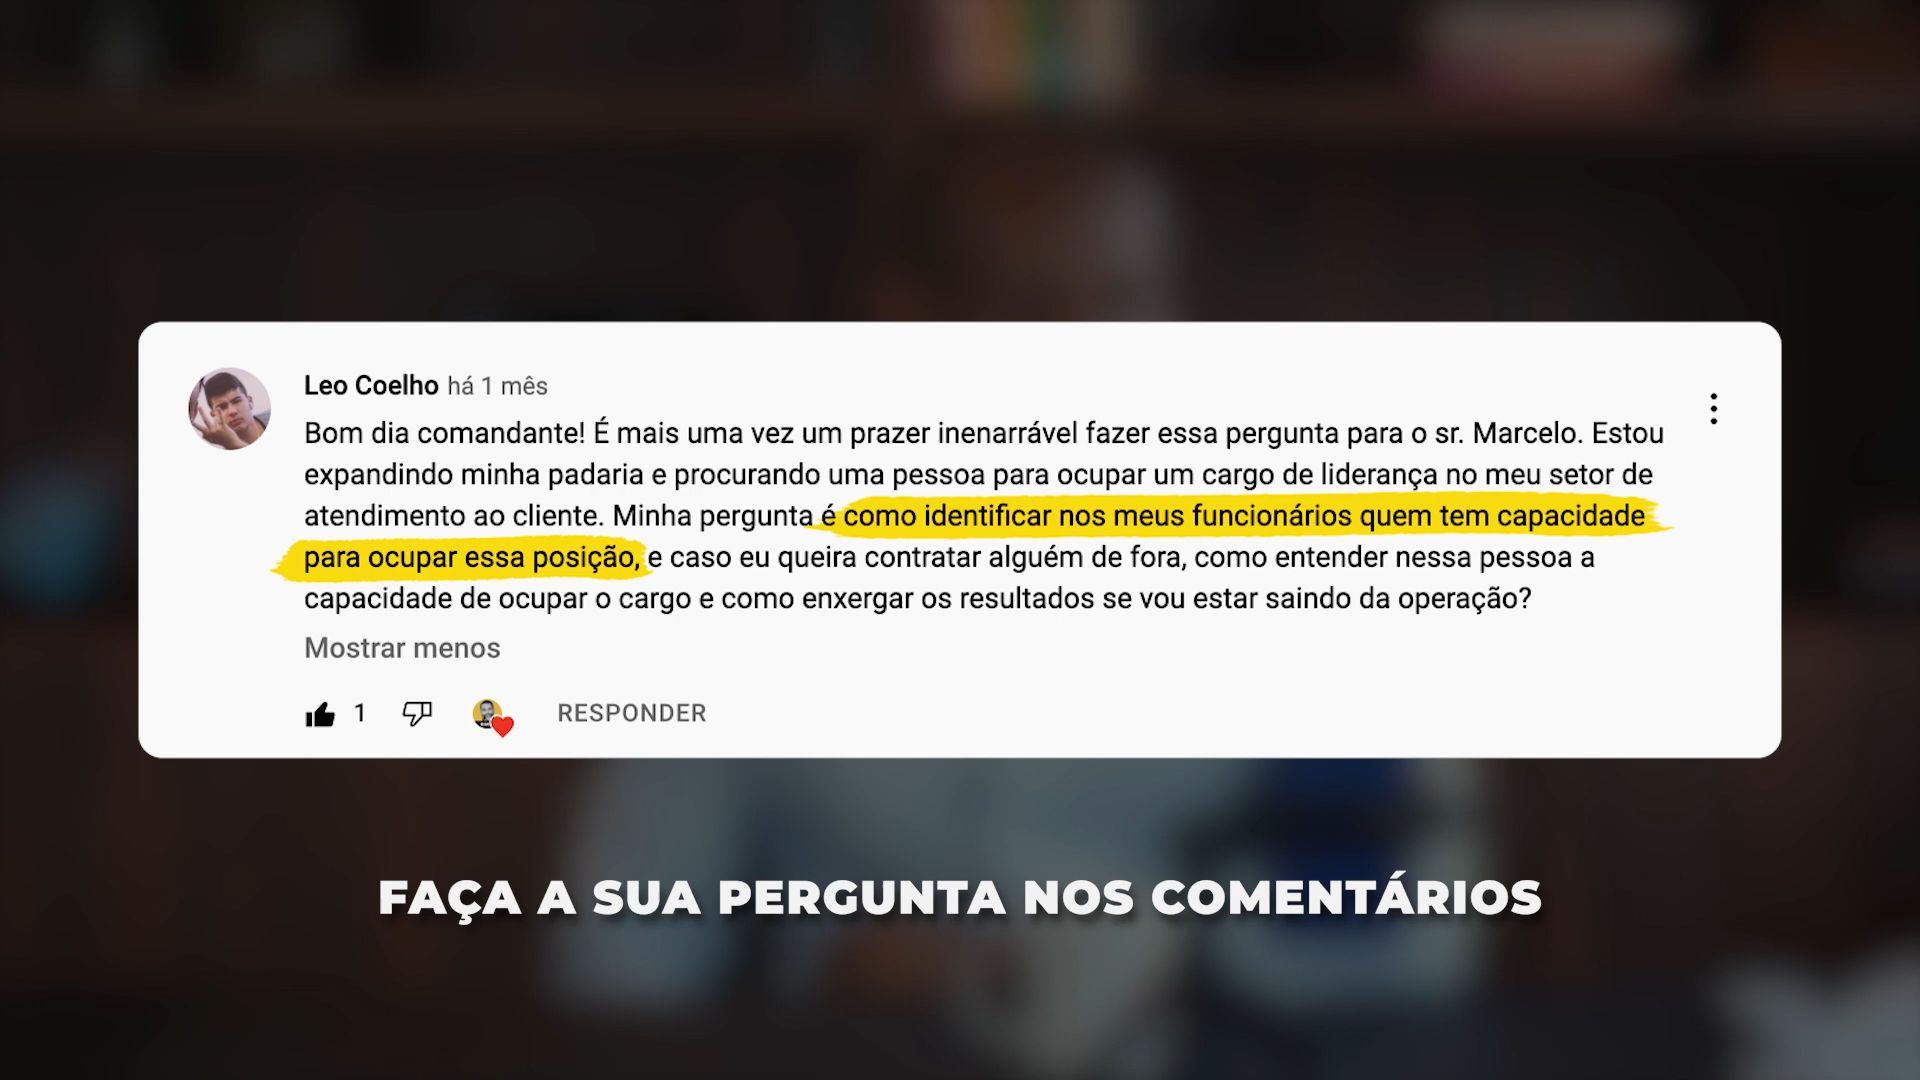 Leo Coelho há 1 mês
Bom dia comandante! É mais uma vez um prazer inenarrável fazer essa pergunta para o sr. Marcelo. Estou
expandindo minha padaria e procurando uma pessoa para ocupar um cargo de liderança no meu setor de
atendimento ao cliente. Minha pergunta é como identificar nos meus funcionários quem tem capacidade
para ocupar essa posição, e caso eu queira contratar alguém de fora, como entender nessa pessoa a
capacidade de ocupar o cargo e como enxergar os resultados se vou estar saindo da operação?
Mostrar menos
1 RESPONDER
FAÇA A SUA PERGUNTA NOS COMENTÁRIOS